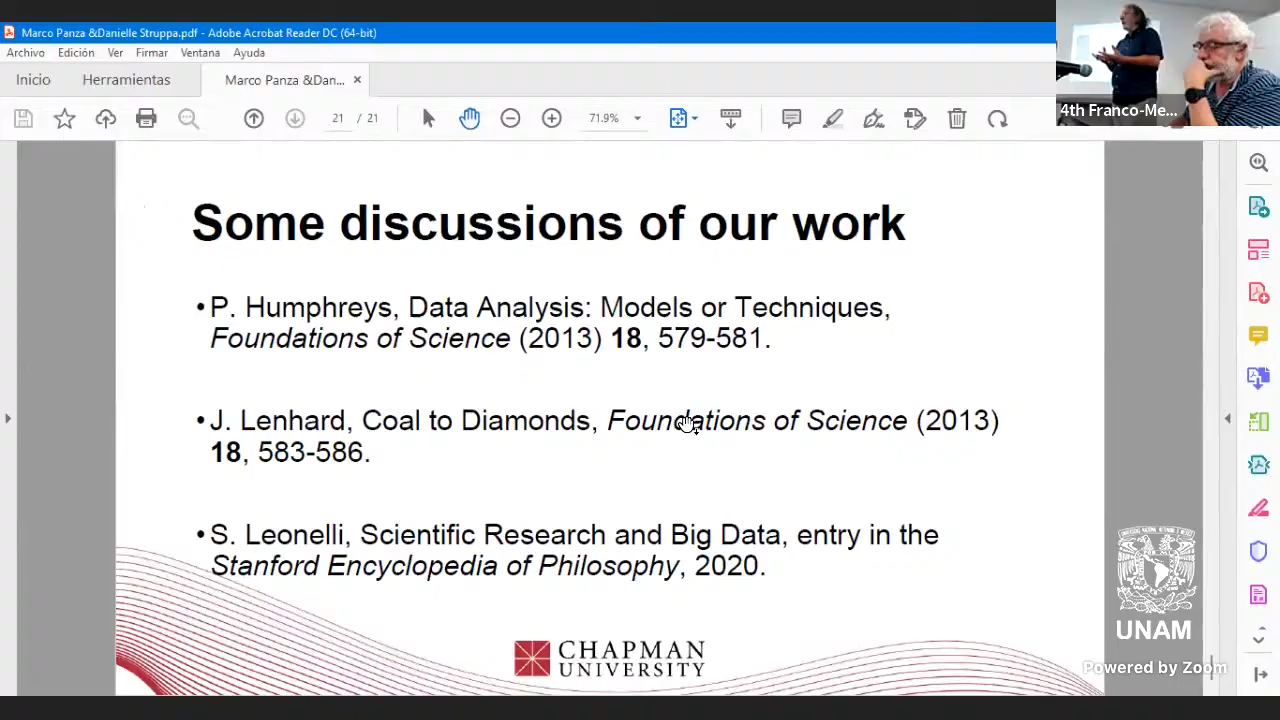 Marco Panza &Danielle Struppa.pdf - Adobe Acrobat Reader DC (64-bit)
Archivo Edición Ver Firmar Ventana Ayuda
Inicio Herramientas Marco Panza &Dan... ×
21 / 21 71.9%
4th Franco-Me...
Some discussions of our work
•P. Humphreys, Data Analysis: Models or Techniques,
Foundations of Science (2013) 18, 579-581.
•J. Lenhard, Coal to Diamonds, Foundations of Science (2013)
18, 583-586.
•S. Leonelli, Scientific Research and Big Data, entry in the
Stanford Encyclopedia of Philosophy, 2020.
CHAPMAN
UNIVERSITY
UNAM
Powered by Zoom